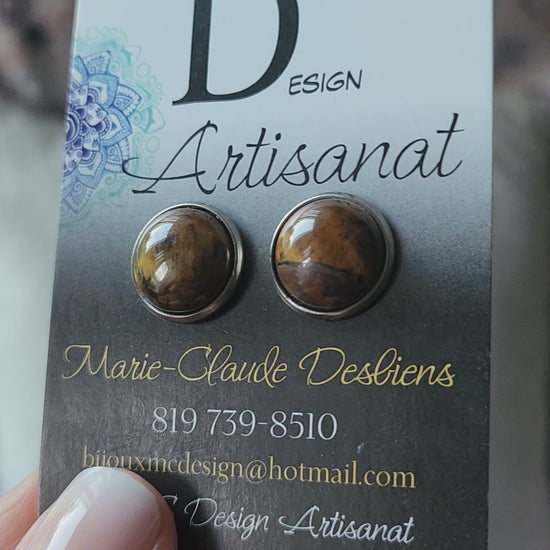 DESIGN
Artisanat
Marie-Claude Desbiens
819 739-8510
bijouxmcdesign@hotmail.com
Design Artisanat